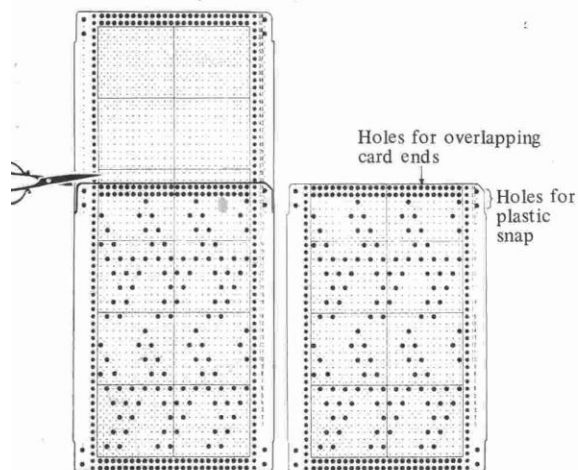 Holes for overlapping
card ends
Holes for
plastic
snap